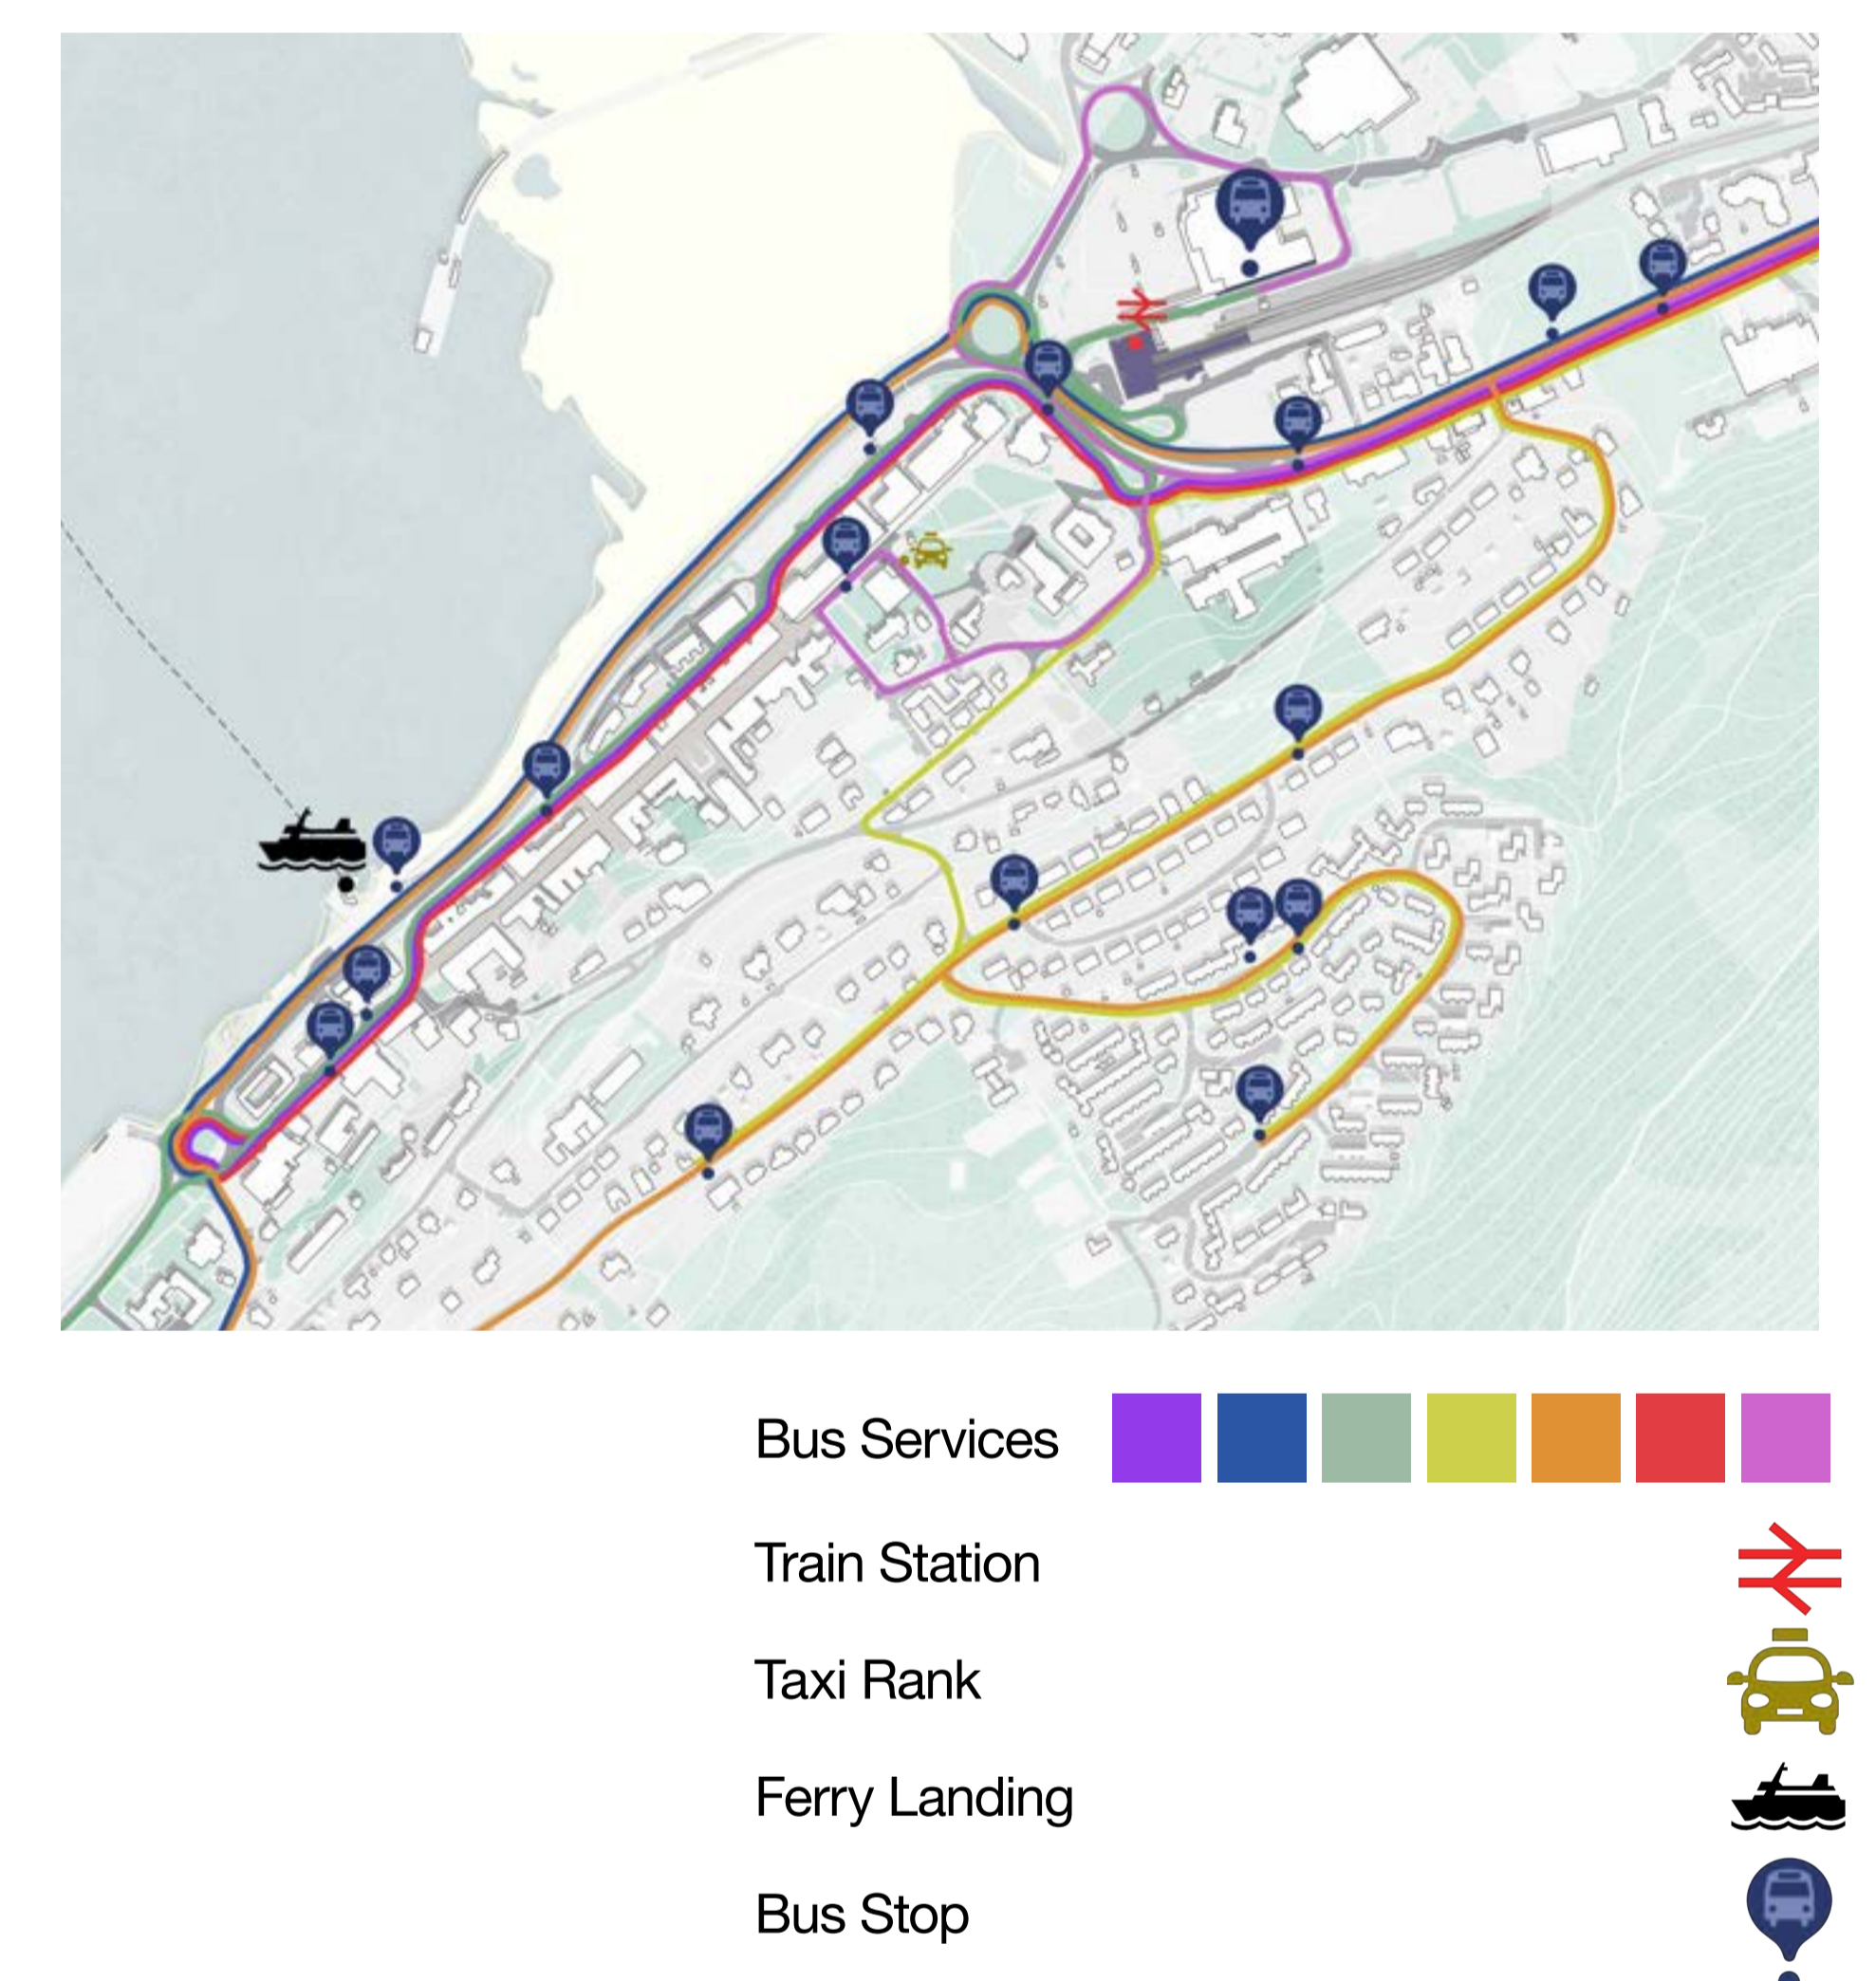 Bus Services
Train Station
Taxi Rank
Ferry Landing
Bus Stop